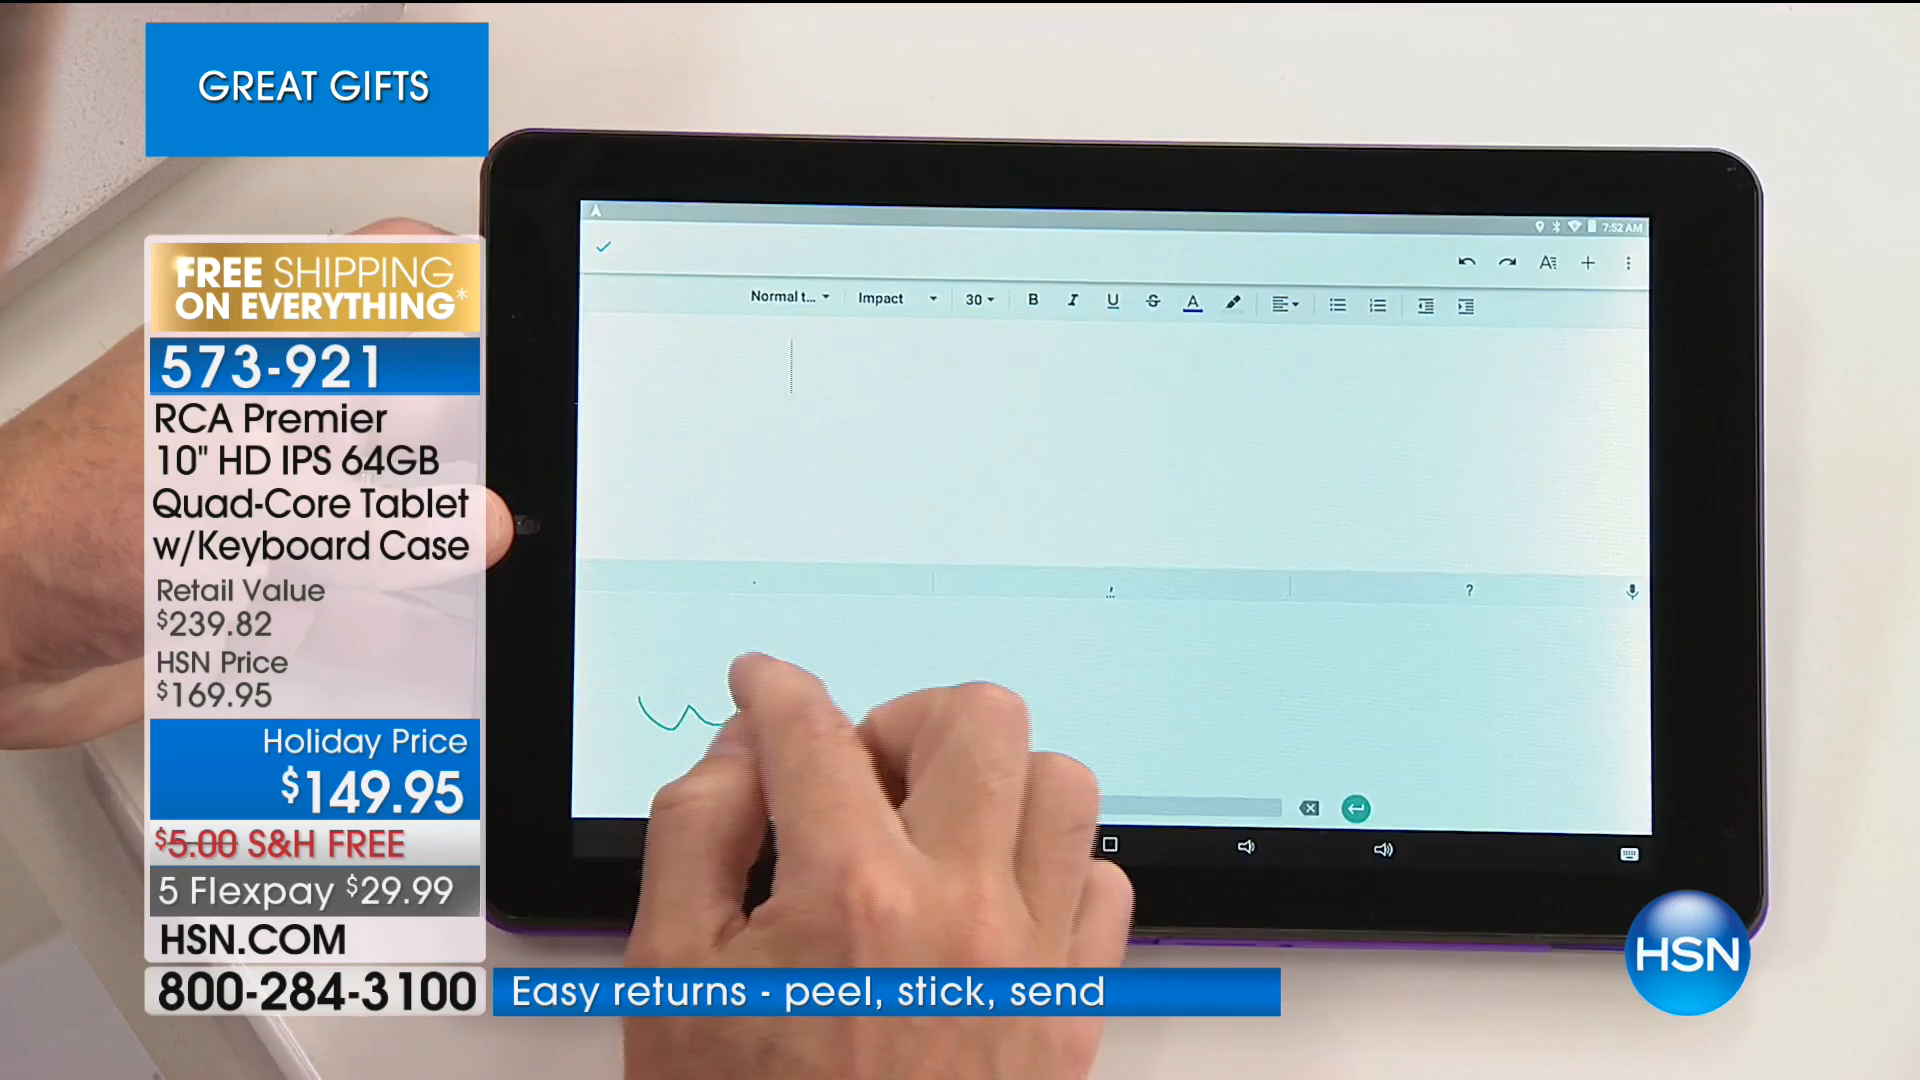 GREAT GIFTS
FREE SHIPPING
ON EVERYTHING*
573-921
RCA Premier
10" HD IPS 64GB
Quad-Core Tablet
w/Keyboard Case
Retail Value
$239.82
HSN Price
$169.95
Holiday Price
$149.95
$5.00 S&H FREE
5 Flexpay $29.99
HSN.COM
800-284-3100
Easy returns - peel, stick, send
7:52 AM
Normal t... Impact 30 B I U S A
. , ?
HSN